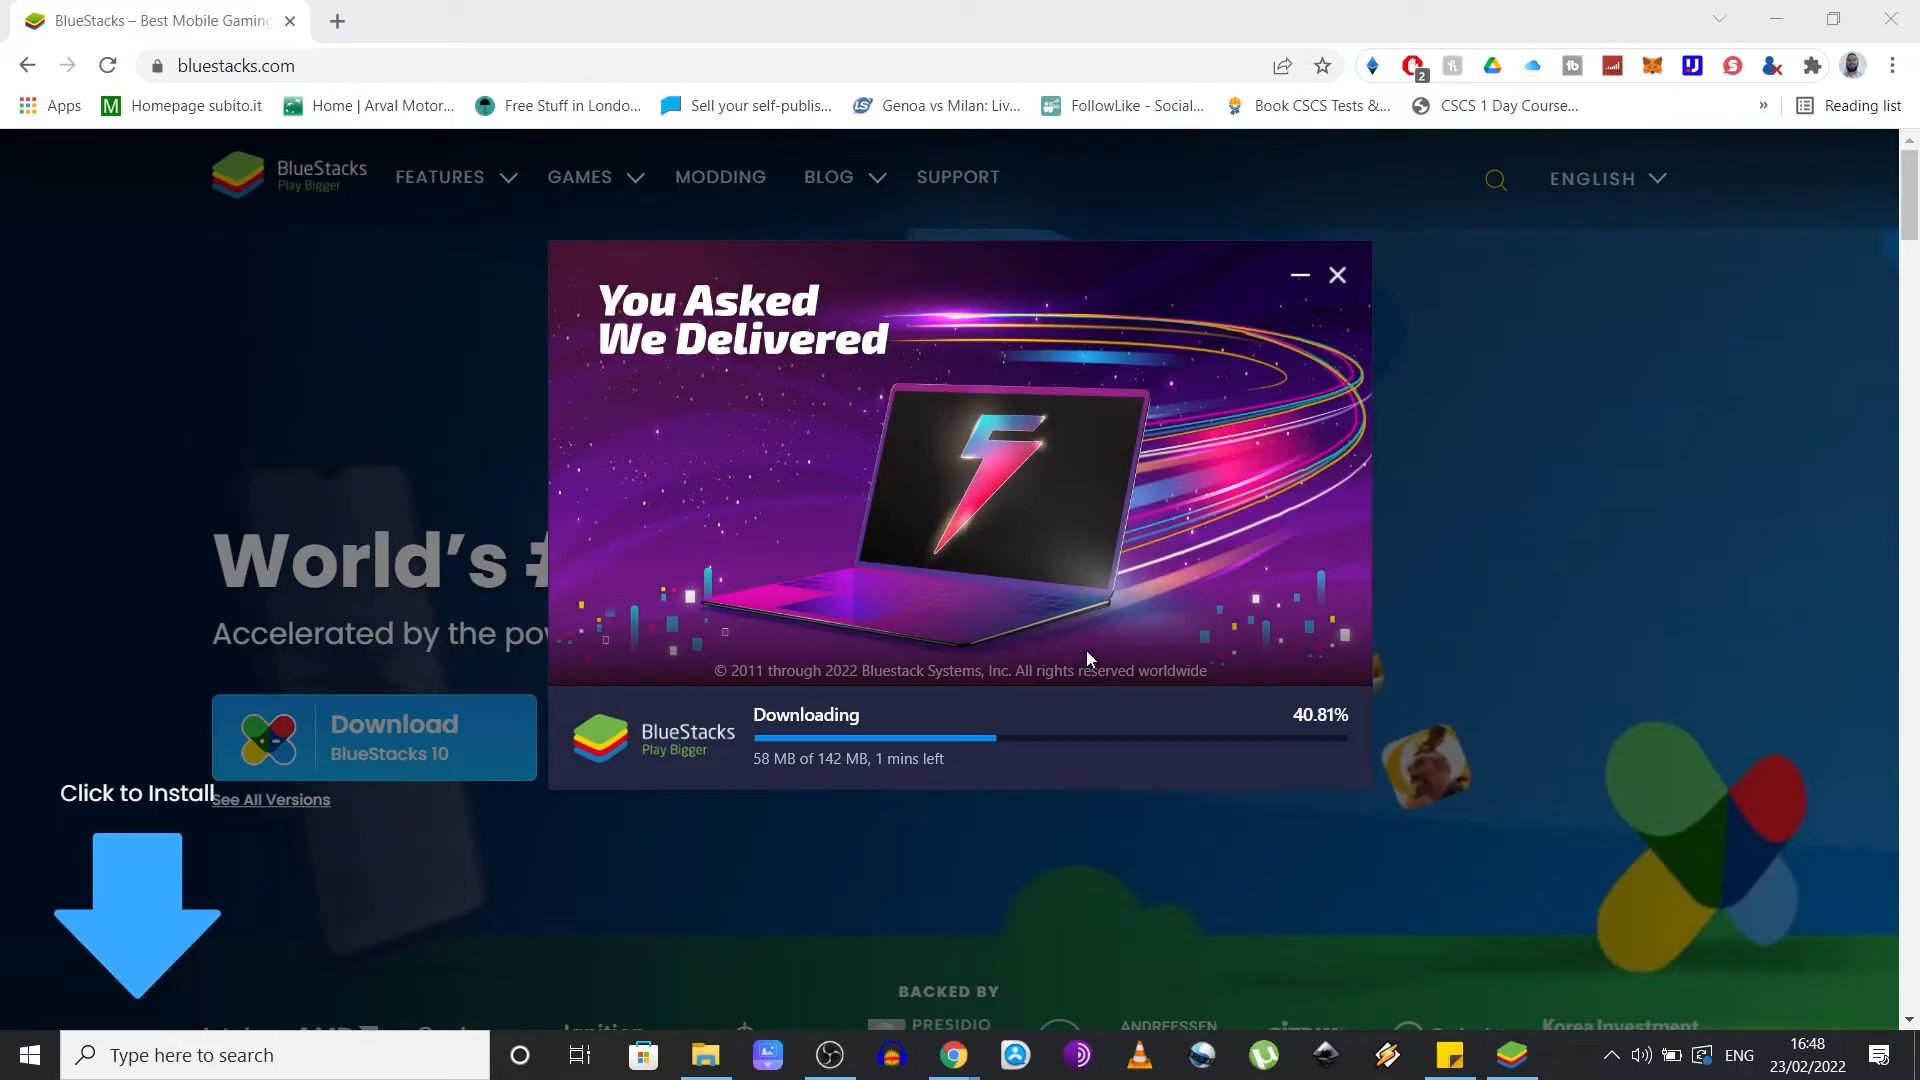 BlueStacks – Best Mobile Gaming
bluestacks.com
2
Apps
Homepage subito.it
Home | Arval Motor...
Free Stuff in Londo...
Sell your self-publis...
Genoa vs Milan: Liv...
FollowLike - Social...
Book CSCS Tests &...
CSCS 1 Day Course...
»
Reading list
BlueStacks
Play Bigger
FEATURES
GAMES
MODDING
BLOG
SUPPORT
ENGLISH
You Asked
We Delivered
World's
Accelerated by the
© 2011 through 2022 Bluestack Systems, Inc. All rights reserved worldwide
Download
BlueStacks 10
BlueStacks
Play Bigger
Downloading
40.81%
58 MB of 142 MB, 1 mins left
Click to Install
See All Versions
BACKED BY
PRESIDIO
ANDREESSEN
Korea Investment
Type here to search
ENG
16:48
23/02/2022